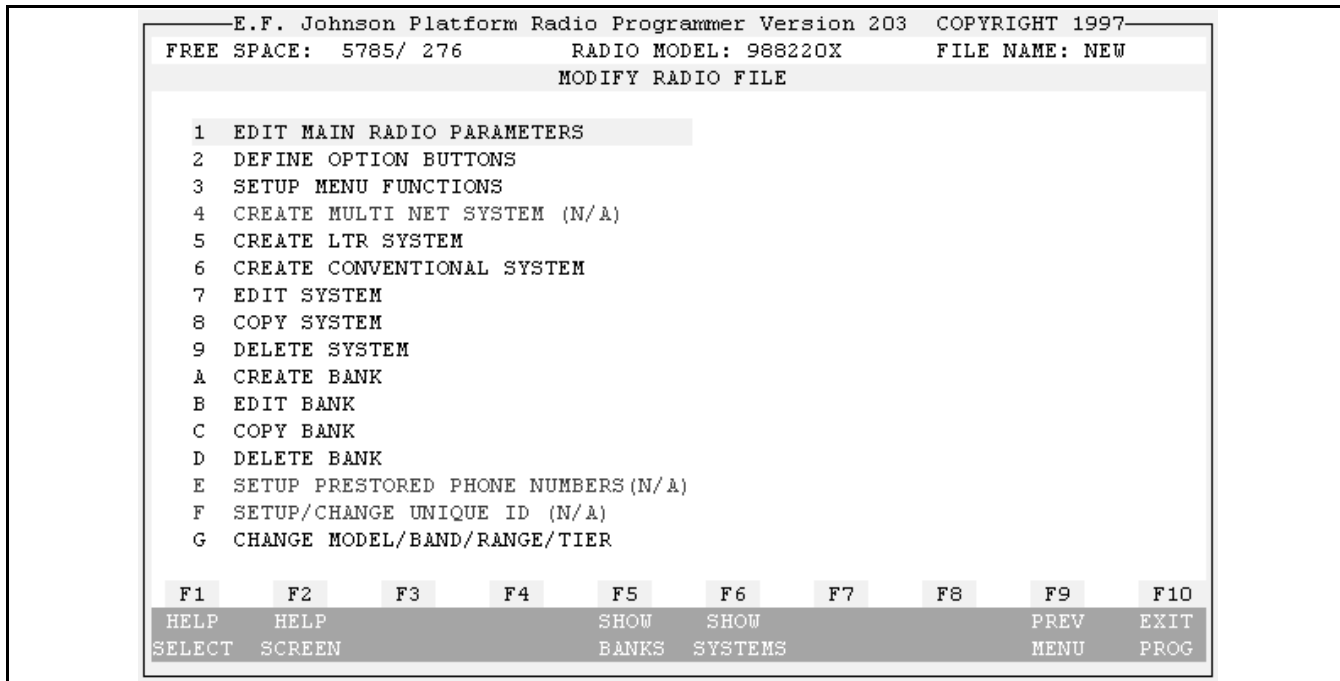 E.F. Johnson Platform Radio Programmer Version 203 COPYRIGHT 1997
FREE SPACE: 5785/ 276 RADIO MODEL: 98822OX FILE NAME: NEW
MODIFY RADIO FILE
1 EDIT MAIN RADIO PARAMETERS
2 DEFINE OPTION BUTTONS
3 SETUP MENU FUNCTIONS
4 CREATE MULTI NET SYSTEM (N/A)
5 CREATE LTR SYSTEM
6 CREATE CONVENTIONAL SYSTEM
7 EDIT SYSTEM
8 COPY SYSTEM
9 DELETE SYSTEM
A CREATE BANK
B EDIT BANK
C COPY BANK
D DELETE BANK
E SETUP PRESTORED PHONE NUMBERS(N/A)
F SETUP/CHANGE UNIQUE ID (N/A)
G CHANGE MODEL/BAND/RANGE/TIER
F1 F2 F3 F4 F5 F6 F7 F8 F9 F10
HELP HELP SHOW SHOW PREV EXIT
SELECT SCREEN BANKS SYSTEMS MENU PROG